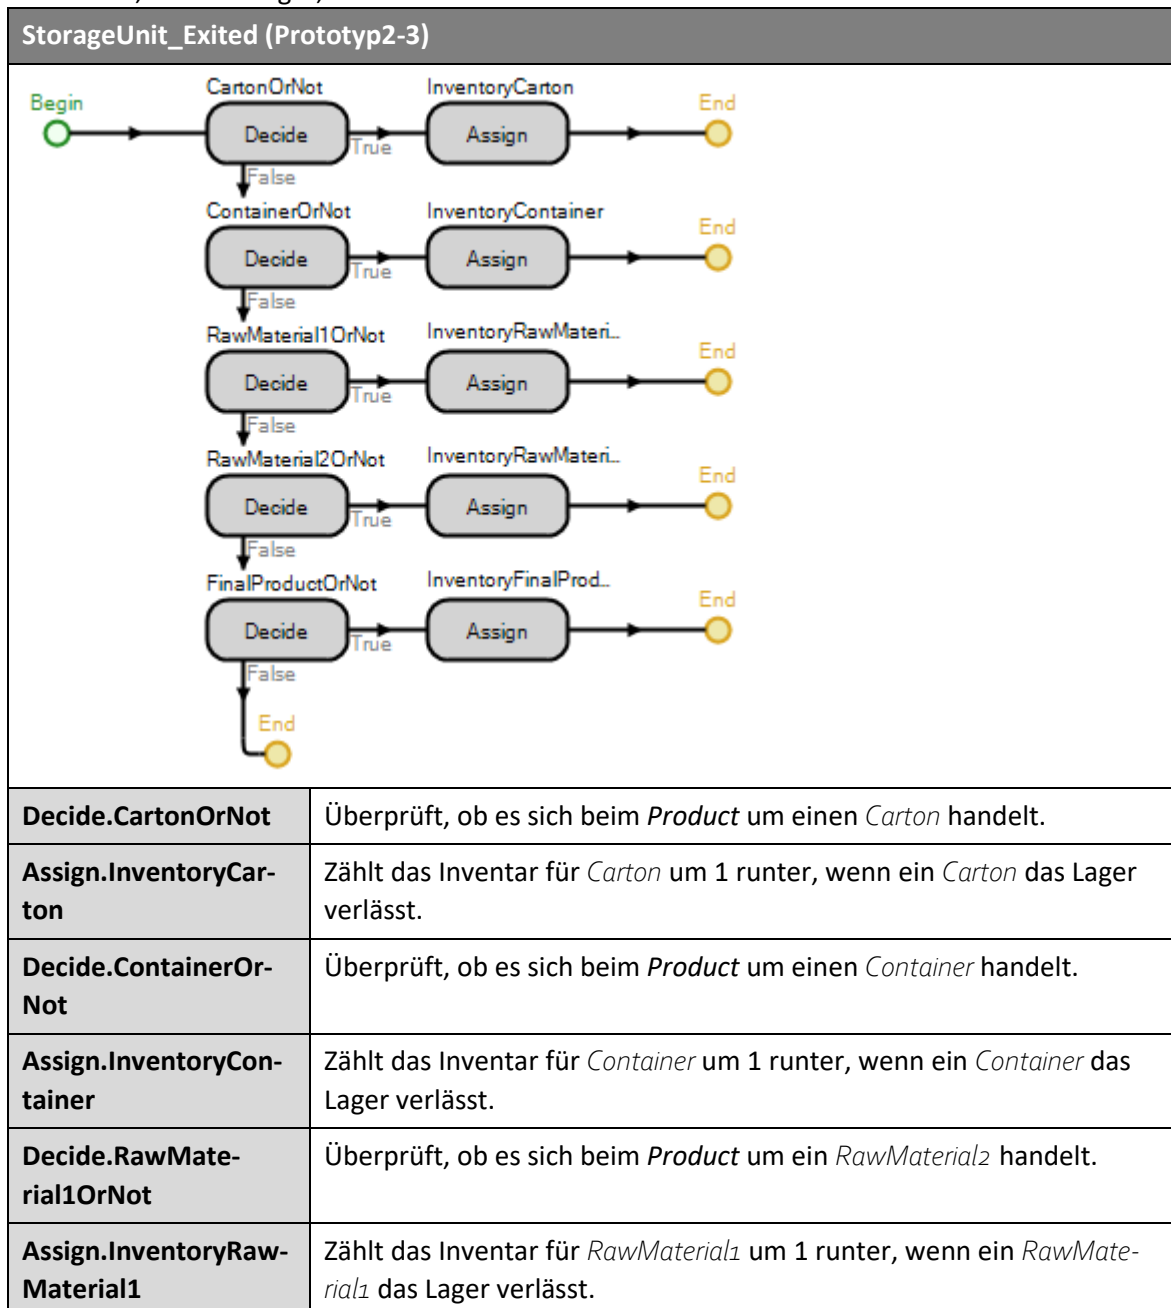 StorageUnit_Exited (Prototyp2-3)
CartonOrNot InventoryCarton
Begin End
Decide True Assign
False
ContainerOrNot InventoryContainer
End
Decide True Assign
False
RawMaterial1OrNot InventoryRawMateri...
End
Decide True Assign
False
RawMaterial2OrNot InventoryRawMateri...
End
Decide True Assign
False
FinalProductOrNot InventoryFinalProd...
End
Decide True Assign
False
End
Decide.CartonOrNot Überprüft, ob es sich beim Product um einen Carton handelt.
Assign.InventoryCar- Zählt das Inventar für Carton um 1 runter, wenn ein Carton das Lager
ton verlässt.
Decide.ContainerOr- Überprüft, ob es sich beim Product um einen Container handelt.
Not
Assign.InventoryCon- Zählt das Inventar für Container um 1 runter, wenn ein Container das
tainer Lager verlässt.
Decide.RawMate- Überprüft, ob es sich beim Product um ein RawMaterial2 handelt.
rial1OrNot
Assign.InventoryRaw- Zählt das Inventar für RawMaterial1 um 1 runter, wenn ein RawMate-
Material1 rial1 das Lager verlässt.